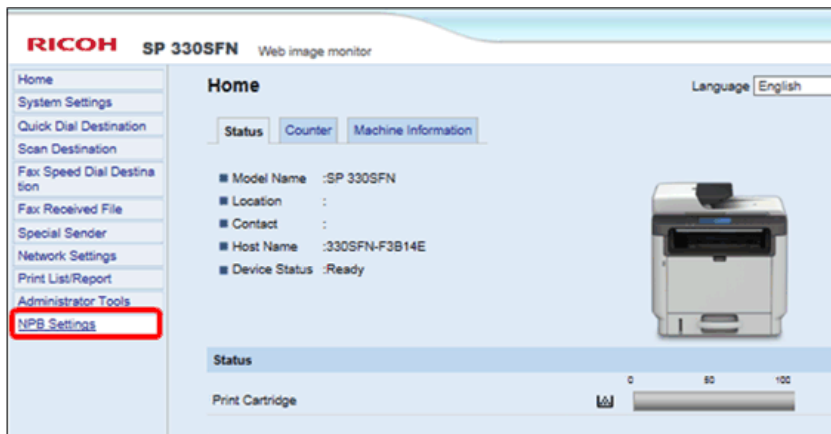 RICOH SP 330SFN Web image monitor
Home
System Settings
Quick Dial Destination
Scan Destination
Fax Speed Dial Destina
tion
Fax Received File
Special Sender
Network Settings
Print List/Report
Administrator Tools
NPB Settings
Home
Language English
Status Counter Machine Information
Model Name :SP 330SFN
Location :
Contact :
Host Name :330SFN-F3B14E
Device Status :Ready
Status
0 50 100
Print Cartridge